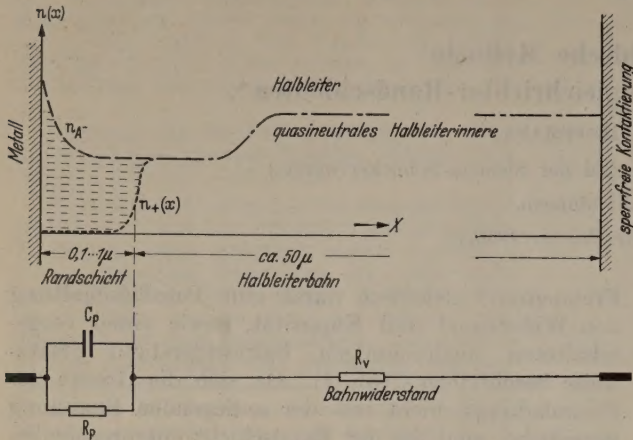 n(x)
Metall
n_A-
Halbleiter
quasineutrales Halbleiterinnere
n_+(x)
X
sperrfreie Kontaktierung
0,1···1μ
ca. 50μ
Randschicht
Halbleiterbahn
C_p
R_p
R_v
Bahnwiderstand